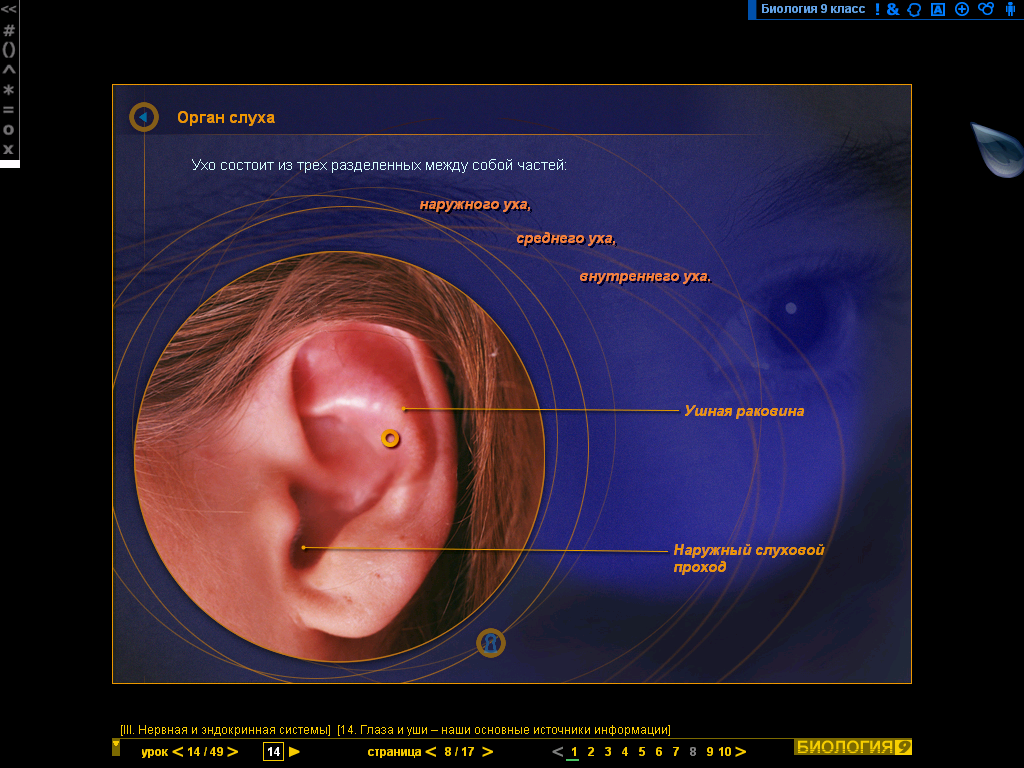 <<
#
()
^
*
=
o
x
Биология 9 класс ! & А
Орган слуха
Ухо состоит из трех разделенных между собой частей:
наружного уха,
среднего уха,
внутреннего уха.
Ушная раковина
Наружный слуховой
проход
[III. Нервная и эндокринная системы] [14. Глаза и уши – наши основные источники информации]
урок < 14 / 49 > 14 страница < 8 / 17 > < 1 2 3 4 5 6 7 8 9 10 >
БИОЛОГИЯ 9